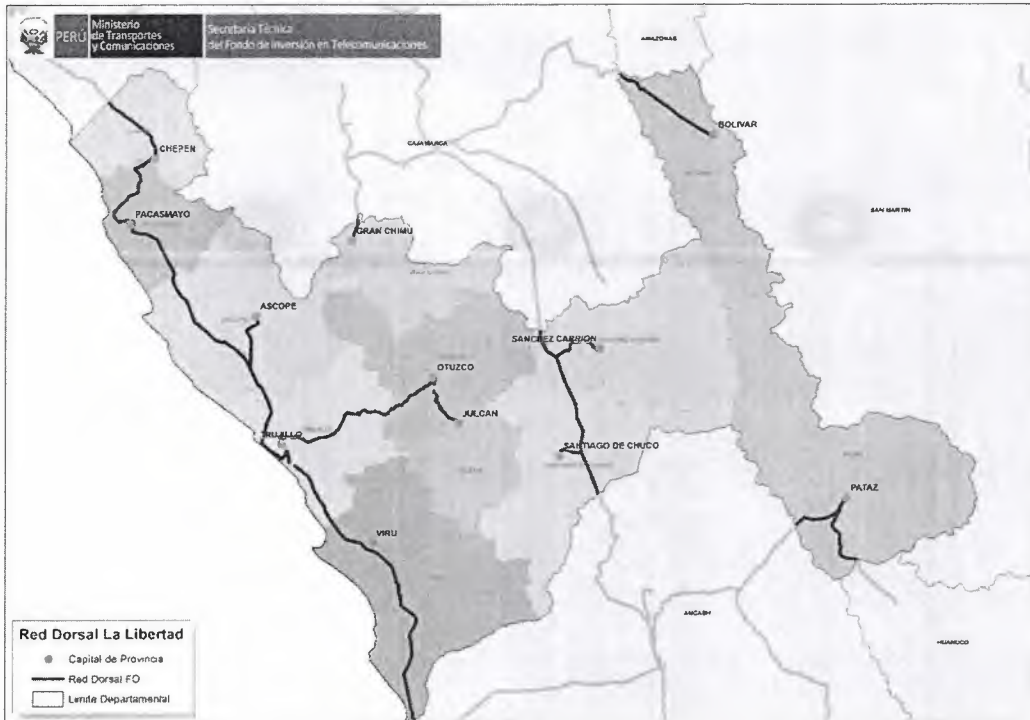 PERÚ
Ministerio
de Transportes
y Comunicaciones
Secretaría Técnica
del Fondo de Inversión en Telecomunicaciones
AMAZONAS
BOLIVAR
CAJAMARCA
CHEPEN
SAN MARTIN
PACASMAYO
GRAN CHIMU
ASCOPE
SANCHEZ CARRION
OTUZCO
JULCAN
TRUJILLO
SANTIAGO DE CHUCO
PATAZ
VIRU
ANCASH
HUANUCO
Red Dorsal La Libertad
Capital de Provincia
Red Dorsal FO
Limite Departamental